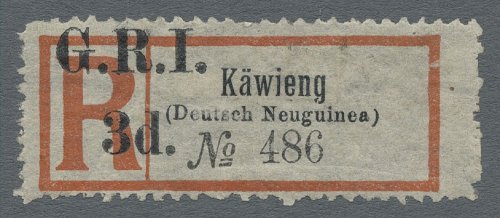 G.R.I.
R
3d.
Käwieng
(Deutsch Neuguinea)
№ 486